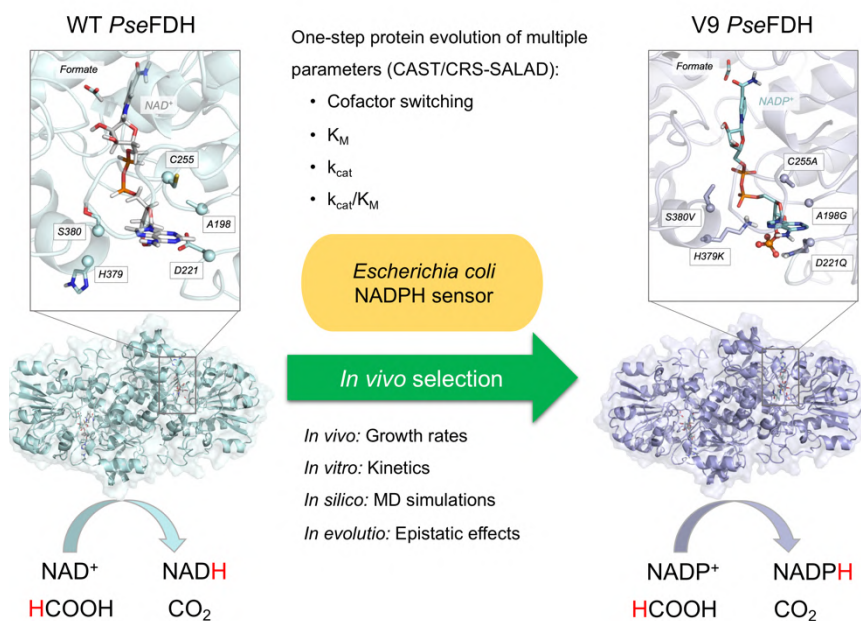 WT PseFDH
Formate
NAD⁺
C255
A198
S380
D221
H379
NAD⁺ NADH
HCOOH CO₂
One-step protein evolution of multiple
parameters (CAST/CRS-SALAD):
• Cofactor switching
• Kᴍ
• kcat
• kcat/Kᴍ
Escherichia coli
NADPH sensor
In vivo selection
In vivo: Growth rates
In vitro: Kinetics
In silico: MD simulations
In evolutio: Epistatic effects
V9 PseFDH
Formate
NADP⁺
C255A
S380V
A198G
H379K
D221Q
NADP⁺ NADPH
HCOOH CO₂